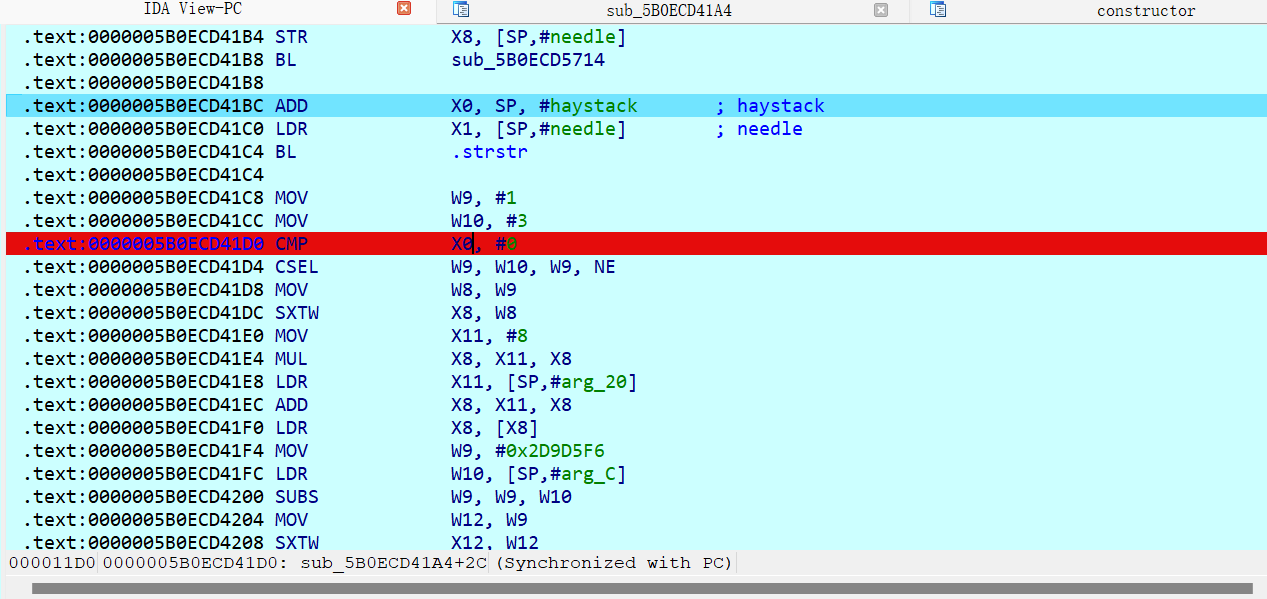 IDA View-PC sub_5B0ECD41A4 constructor
.text:0000005B0ECD41B4 STR X8, [SP,#needle]
.text:0000005B0ECD41B8 BL sub_5B0ECD5714
.text:0000005B0ECD41B8
.text:0000005B0ECD41BC ADD X0, SP, #haystack ; haystack
.text:0000005B0ECD41C0 LDR X1, [SP,#needle] ; needle
.text:0000005B0ECD41C4 BL .strstr
.text:0000005B0ECD41C4
.text:0000005B0ECD41C8 MOV W9, #1
.text:0000005B0ECD41CC MOV W10, #3
.text:0000005B0ECD41D0 CMP X0, #0
.text:0000005B0ECD41D4 CSEL W9, W10, W9, NE
.text:0000005B0ECD41D8 MOV W8, W9
.text:0000005B0ECD41DC SXTW X8, W8
.text:0000005B0ECD41E0 MOV X11, #8
.text:0000005B0ECD41E4 MUL X8, X11, X8
.text:0000005B0ECD41E8 LDR X11, [SP,#arg_20]
.text:0000005B0ECD41EC ADD X8, X11, X8
.text:0000005B0ECD41F0 LDR X8, [X8]
.text:0000005B0ECD41F4 MOV W9, #0x2D9D5F6
.text:0000005B0ECD41FC LDR W10, [SP,#arg_C]
.text:0000005B0ECD4200 SUBS W9, W9, W10
.text:0000005B0ECD4204 MOV W12, W9
.text:0000005B0ECD4208 SXTW X12, W12
000011D0 0000005B0ECD41D0: sub_5B0ECD41A4+2C (Synchronized with PC)